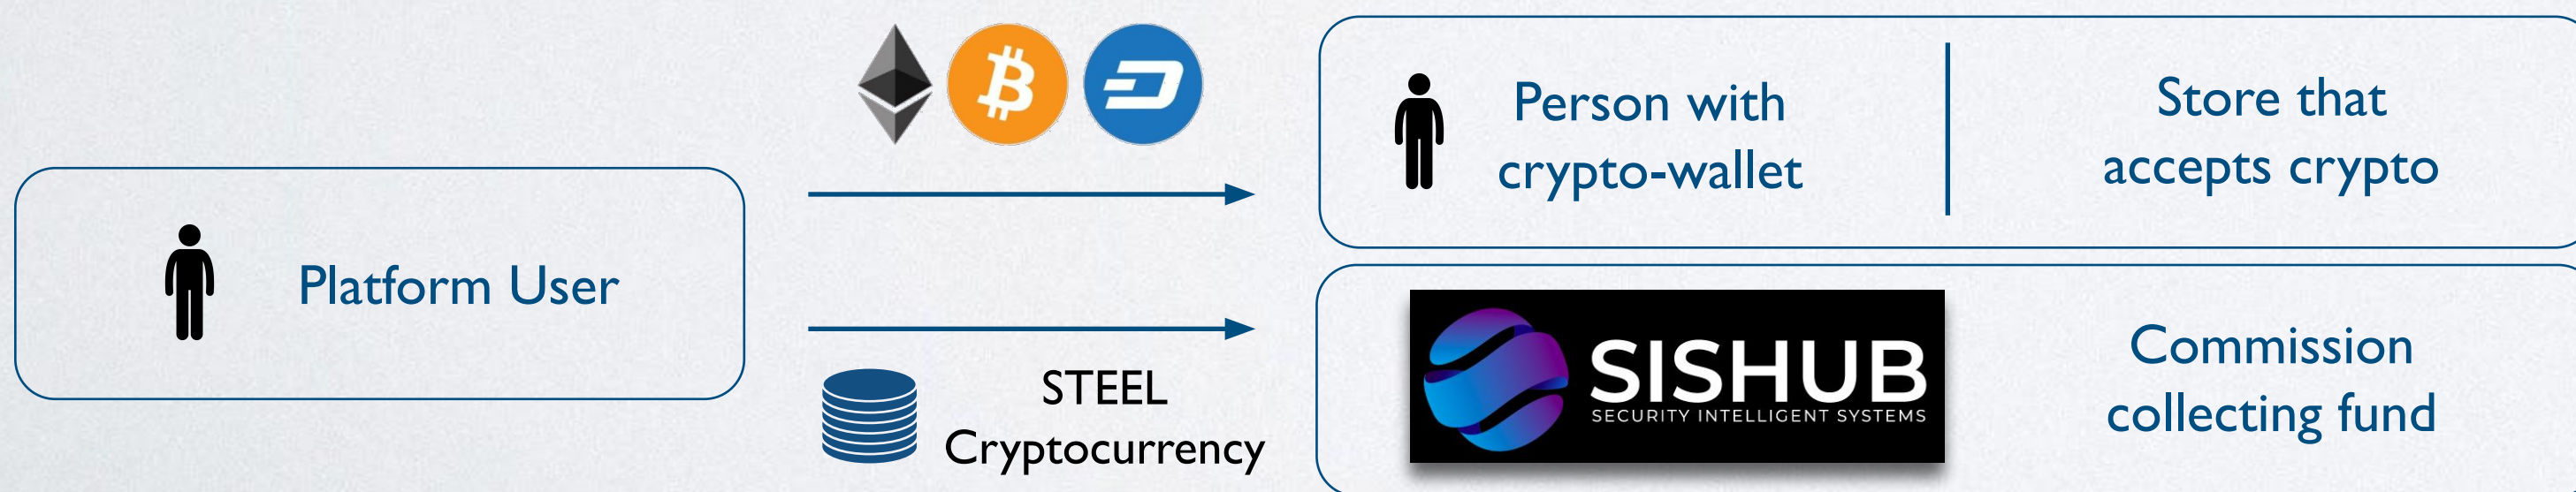 Platform User
STEEL
Cryptocurrency
Person with
crypto-wallet
Store that
accepts crypto
SISHUB
SECURITY INTELLIGENT SYSTEMS
Commission
collecting fund